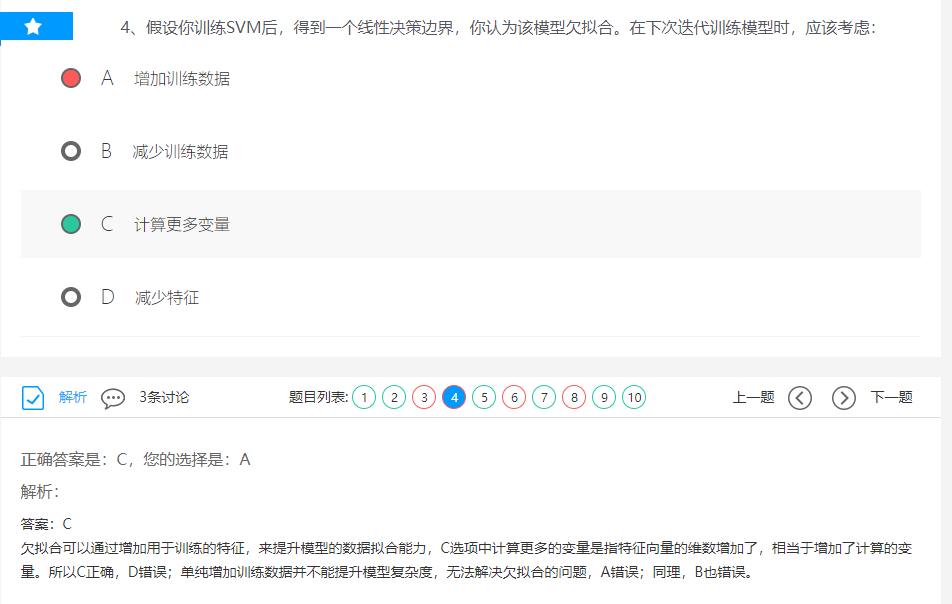 4、假设你训练SVM后，得到一个线性决策边界，你认为该模型欠拟合。在下次迭代训练模型时，应该考虑：
A 增加训练数据
B 减少训练数据
C 计算更多变量
D 减少特征
解析 3条讨论 题目列表: 1 2 3 4 5 6 7 8 9 10 上一题 下一题
正确答案是：C，您的选择是：A
解析：
答案：C
欠拟合可以通过增加用于训练的特征，来提升模型的数据拟合能力，C选项中计算更多的变量是指特征向量的维数增加了，相当于增加了计算的变
量。所以C正确，D错误；单纯增加训练数据并不能提升模型复杂度，无法解决欠拟合的问题，A错误；同理，B也错误。